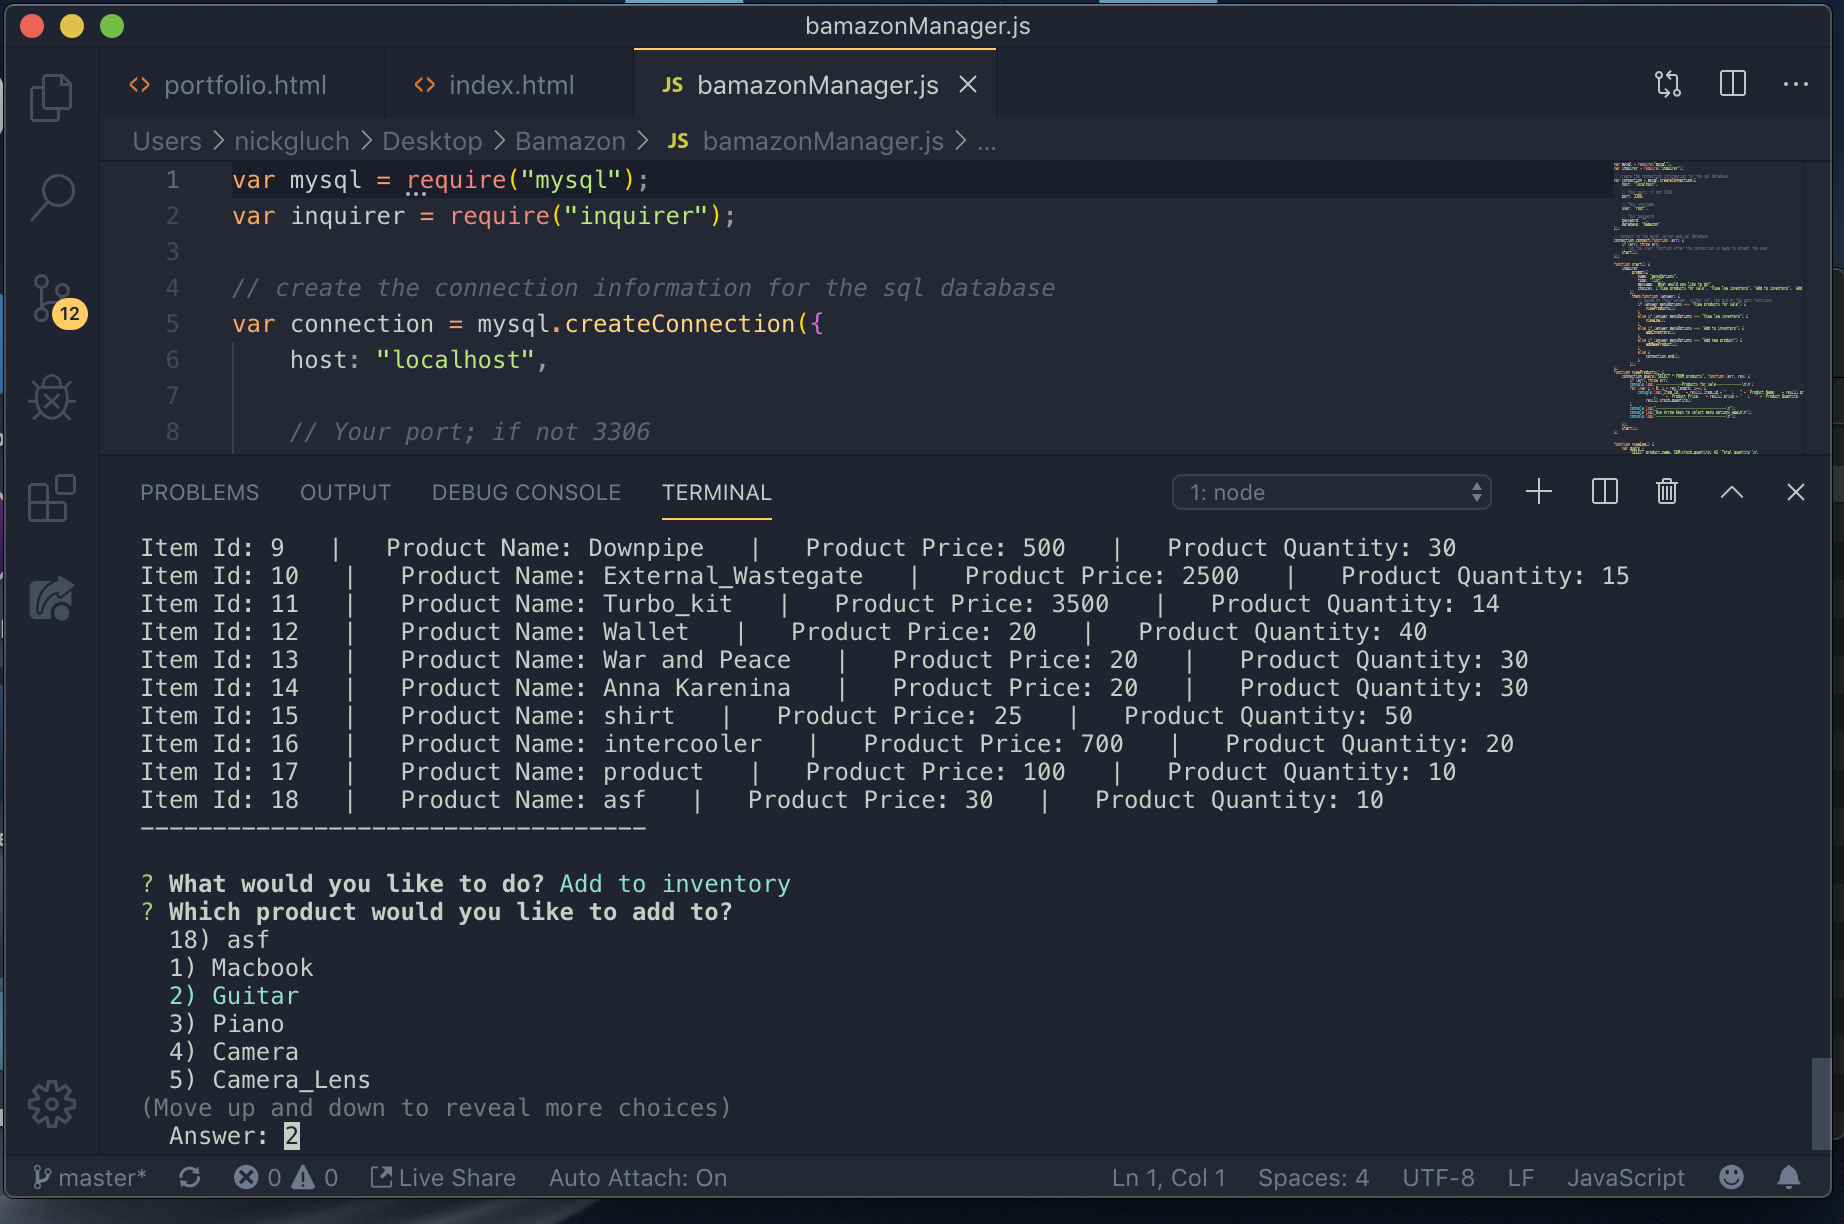 bamazonManager.js
<> portfolio.html <> index.html JS bamazonManager.js
Users > nickgluch > Desktop > Bamazon > JS bamazonManager.js > ...
1 var mysql = require("mysql");
2 var inquirer = require("inquirer");
3
4 // create the connection information for the sql database
5 var connection = mysql.createConnection({
6 host: "localhost",
7
8 // Your port; if not 3306
12
PROBLEMS OUTPUT DEBUG CONSOLE TERMINAL 1: node
Item Id: 9 | Product Name: Downpipe | Product Price: 500 | Product Quantity: 30
Item Id: 10 | Product Name: External_Wastegate | Product Price: 2500 | Product Quantity: 15
Item Id: 11 | Product Name: Turbo_kit | Product Price: 3500 | Product Quantity: 14
Item Id: 12 | Product Name: Wallet | Product Price: 20 | Product Quantity: 40
Item Id: 13 | Product Name: War and Peace | Product Price: 20 | Product Quantity: 30
Item Id: 14 | Product Name: Anna Karenina | Product Price: 20 | Product Quantity: 30
Item Id: 15 | Product Name: shirt | Product Price: 25 | Product Quantity: 50
Item Id: 16 | Product Name: intercooler | Product Price: 700 | Product Quantity: 20
Item Id: 17 | Product Name: product | Product Price: 100 | Product Quantity: 10
Item Id: 18 | Product Name: asf | Product Price: 30 | Product Quantity: 10
-----------------------------------
? What would you like to do? Add to inventory
? Which product would you like to add to?
18) asf
1) Macbook
2) Guitar
3) Piano
4) Camera
5) Camera_Lens
(Move up and down to reveal more choices)
Answer: 2
master* 0 0 Live Share Auto Attach: On Ln 1, Col 1 Spaces: 4 UTF-8 LF JavaScript